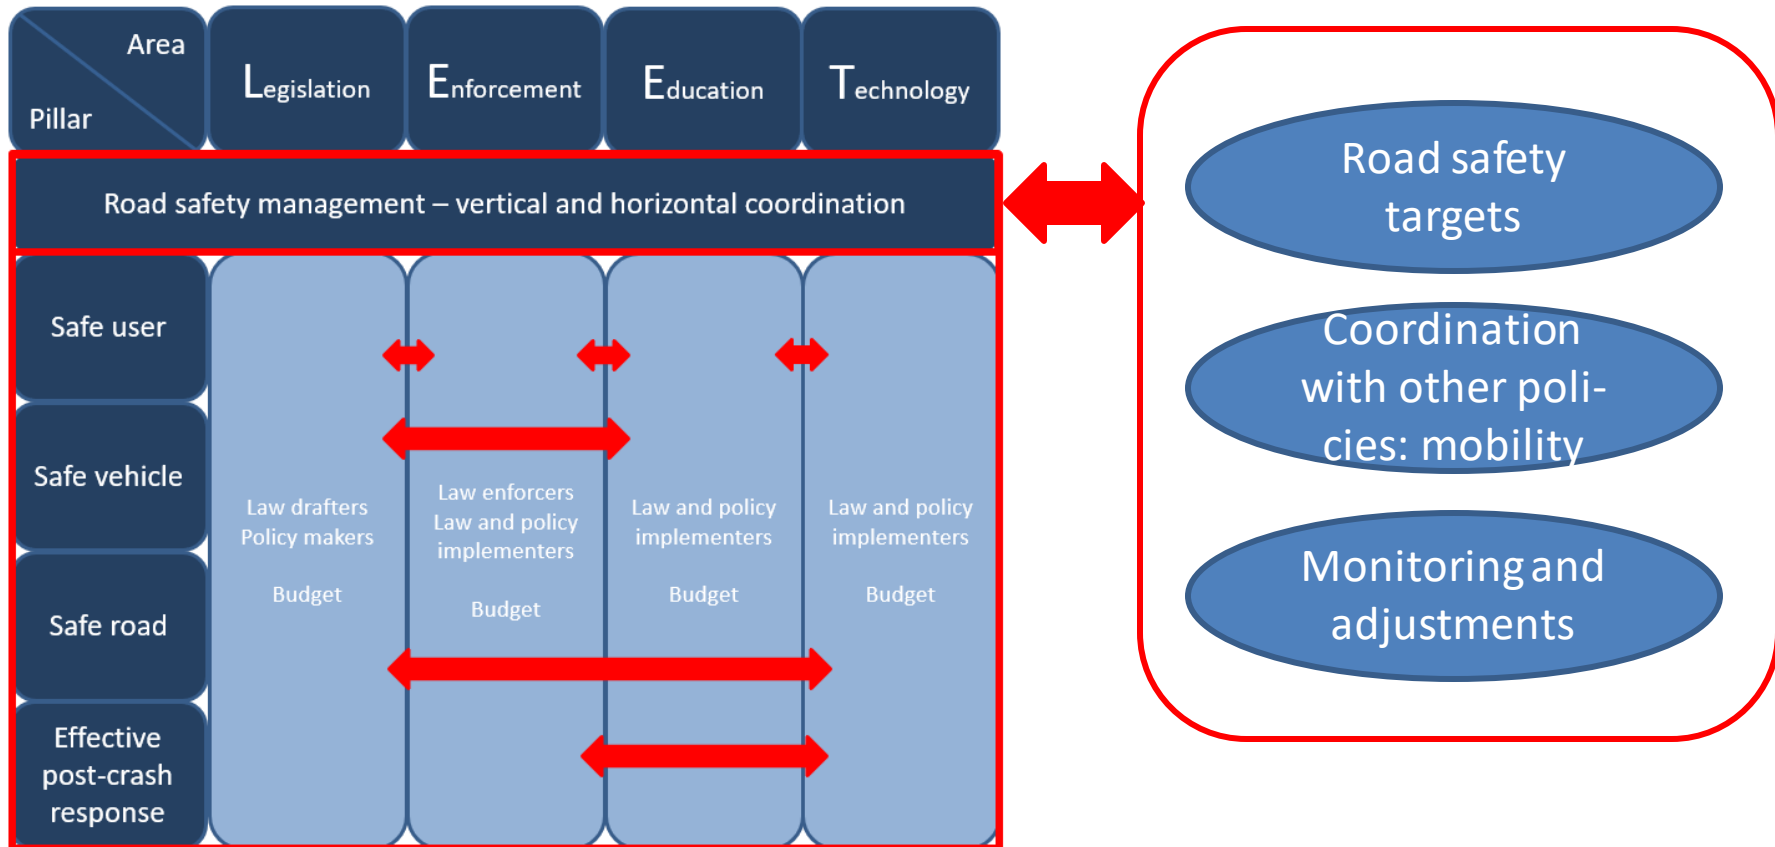 Area
Pillar
Legislation
Enforcement
Education
Technology
Road safety management – vertical and horizontal coordination
Safe user
Safe vehicle
Safe road
Effective
post-crash
response
Law drafters
Policy makers
Budget
Law enforcers
Law and policy
implementers
Budget
Law and policy
implementers
Budget
Law and policy
implementers
Budget
Road safety
targets
Coordination
with other poli-
cies: mobility
Monitoring and
adjustments